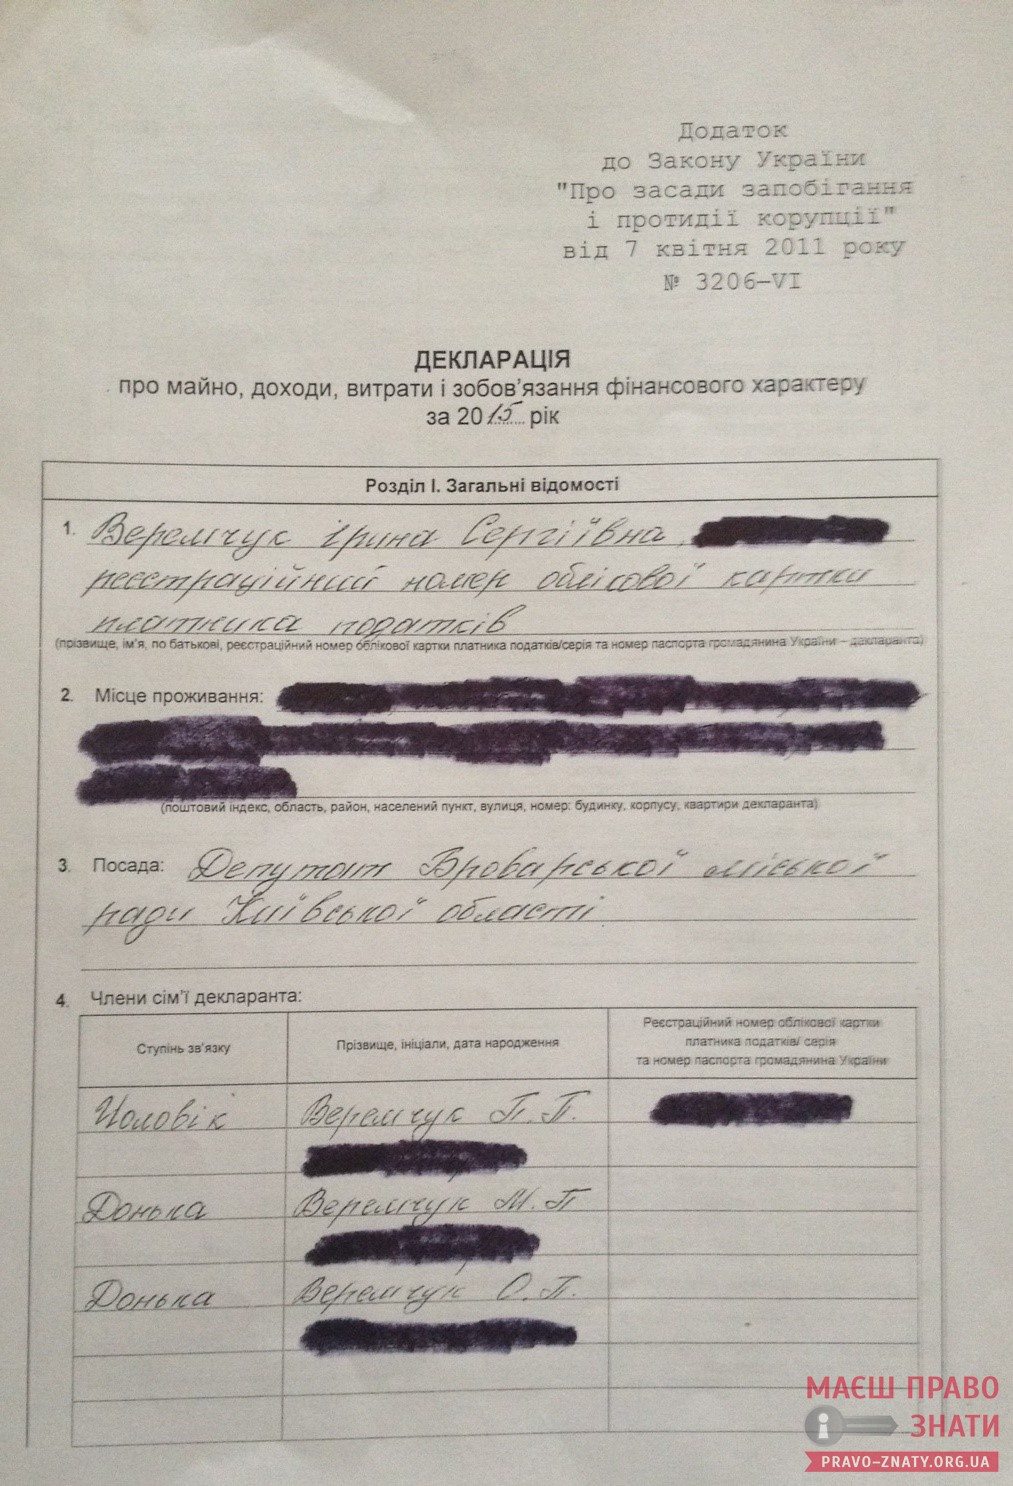 Додаток
до Закону України
"Про засади запобігання
і протидії корупції"
від 7 квітня 2011 року
№ 3206–VI
ДЕКЛАРАЦІЯ
про майно, доходи, витрати і зобов'язання фінансового характеру
за 2015 рік
Розділ І. Загальні відомості
1. Веремчук Ірина Сергіївна,
реєстраційний номер облікової картки
платника податків
(прізвище, ім'я, по батькові, реєстраційний номер облікової картки платника податків/серія та номер паспорта громадянина України – декларанта)
2. Місце проживання:
(поштовий індекс, область, район, населений пункт, вулиця, номер: будинку, корпусу, квартири декларанта)
3. Посада: Депутат Броварської міської
ради Київської області
4. Члени сім'ї декларанта:
Ступінь зв'язку
Прізвище, ініціали, дата народження
Реєстраційний номер облікової картки
платника податків/ серія
та номер паспорта громадянина України
Чоловік Веремчук П. П.
Донька Веремчук М. П
Донька Веремчук О. П.
МАЄШ ПРАВО
ЗНАТИ
PRAVO-ZNATY.ORG.UA